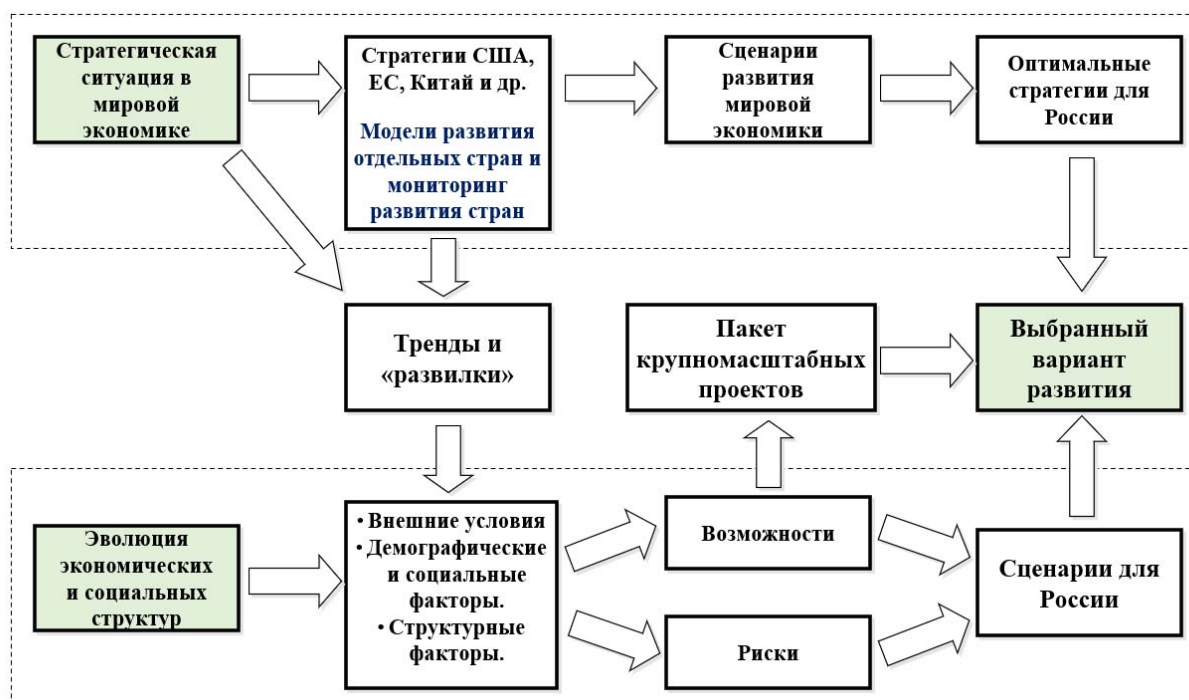 Стратегическая
ситуация в
мировой
экономике
Стратегии США,
ЕС, Китай и др.
Модели развития
отдельных стран и
мониторинг
развития стран
Сценарии
развития
мировой
экономики
Оптимальные
стратегии для
России
Тренды и
«развилки»
Пакет
крупномасштабных
проектов
Выбранный
вариант
развития
Эволюция
экономических
и социальных
структур
• Внешние условия
• Демографические
и социальные
факторы.
• Структурные
факторы.
Возможности
Риски
Сценарии для
России